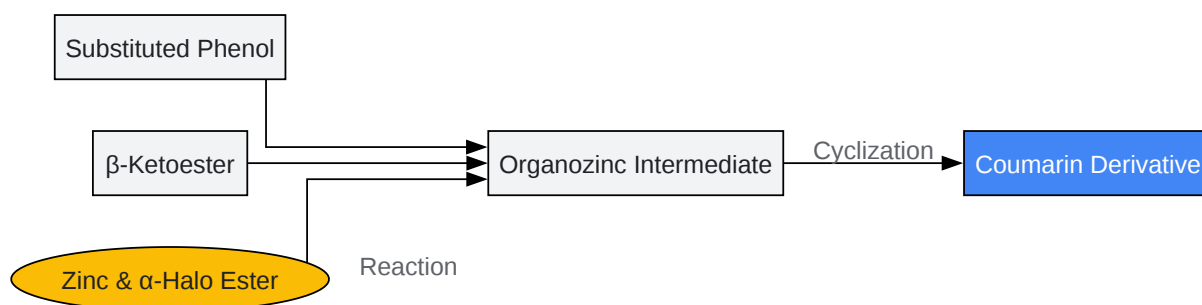 Substituted Phenol
β-Ketoester
Organozinc Intermediate
Cyclization
Coumarin Derivative
Zinc & α-Halo Ester
Reaction